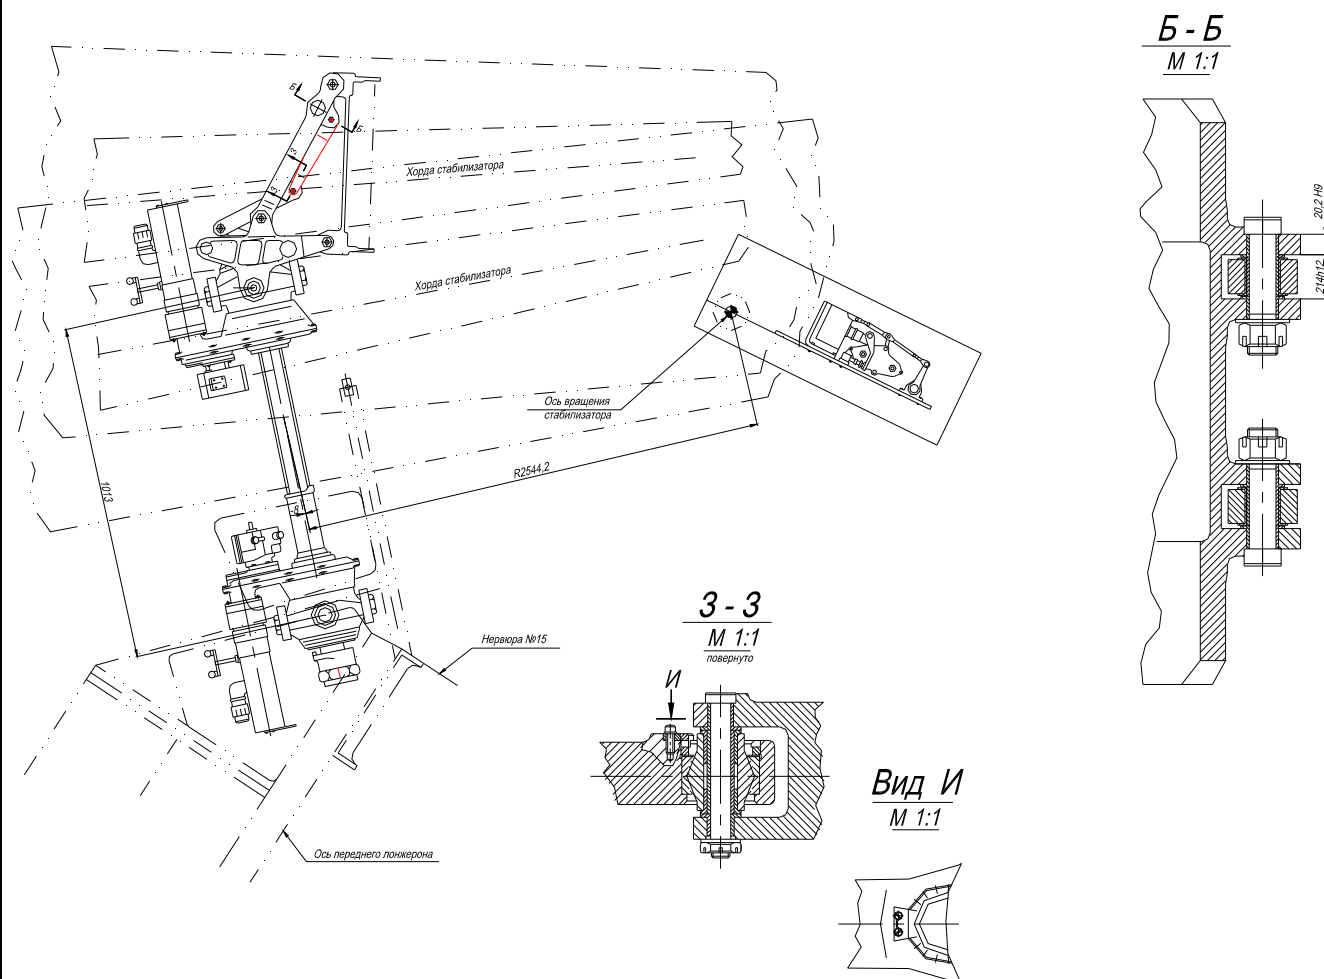 Б - Б
М 1:1
Б
Б
З
З
Хорда стабилизатора
20,2 H9
214h12
Хорда стабилизатора
Ось вращения
стабилизатора
R2544,2
1013
8
З - З
М 1:1
повернуто
Нервюра №15
И
Вид И
М 1:1
Ось переднего лонжерона